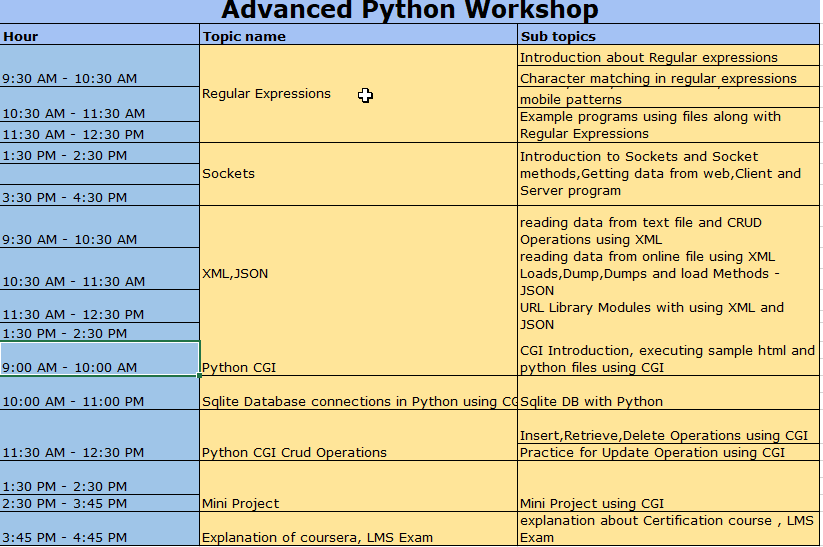 Advanced Python Workshop
Hour Topic name Sub topics
Introduction about Regular expressions
9:30 AM - 10:30 AM Character matching in regular expressions
Regular Expressions
mobile patterns
10:30 AM - 11:30 AM Example programs using files along with
11:30 AM - 12:30 PM Regular Expressions
1:30 PM - 2:30 PM Introduction to Sockets and Socket
Sockets methods,Getting data from web,Client and
3:30 PM - 4:30 PM Server program
reading data from text file and CRUD
9:30 AM - 10:30 AM Operations using XML
reading data from online file using XML
XML,JSON Loads,Dump,Dumps and load Methods -
10:30 AM - 11:30 AM JSON
11:30 AM - 12:30 PM URL Library Modules with using XML and
1:30 PM - 2:30 PM JSON
CGI Introduction, executing sample html and
9:00 AM - 10:00 AM Python CGI python files using CGI
10:00 AM - 11:00 PM Sqlite Database connections in Python using CG Sqlite DB with Python
Insert,Retrieve,Delete Operations using CGI
11:30 AM - 12:30 PM Python CGI Crud Operations Practice for Update Operation using CGI
1:30 PM - 2:30 PM
2:30 PM - 3:45 PM Mini Project Mini Project using CGI
explanation about Certification course , LMS
3:45 PM - 4:45 PM Explanation of coursera, LMS Exam Exam